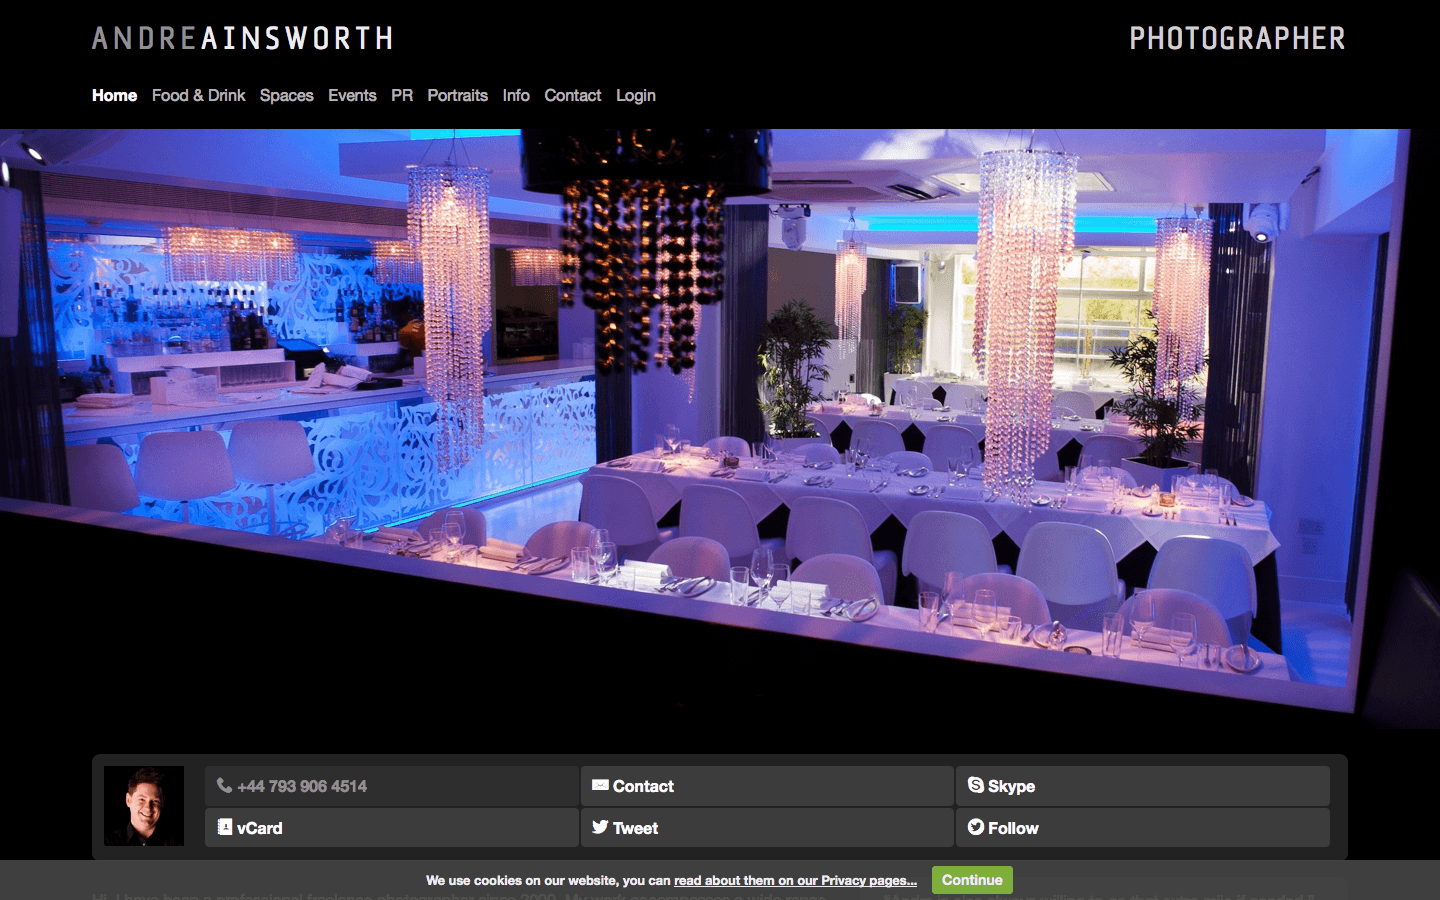 ANDREAINSWORTH
PHOTOGRAPHER
Home Food & Drink Spaces Events PR Portraits Info Contact Login
+44 793 906 4514
Contact
Skype
vCard
Tweet
Follow
We use cookies on our website, you can read about them on our Privacy pages...
Continue